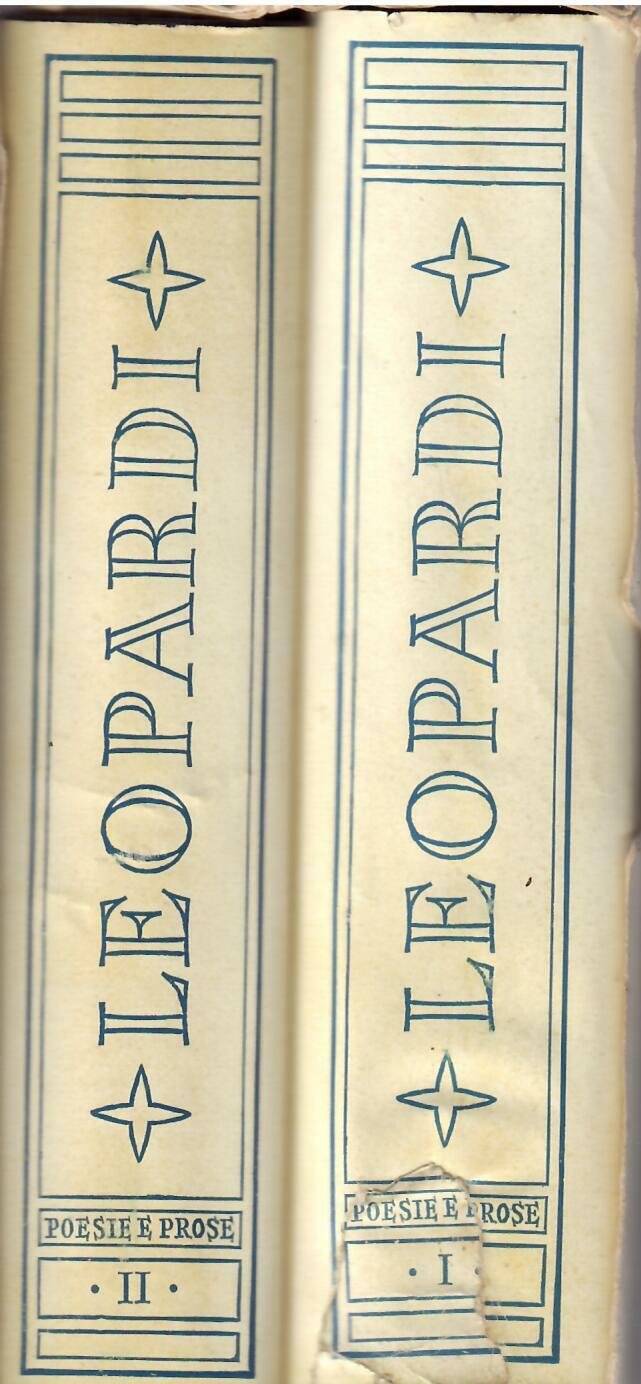 LEOPARDI
POESIE E PROSE
· II ·
LEOPARDI
POESIE E PROSE
· I ·